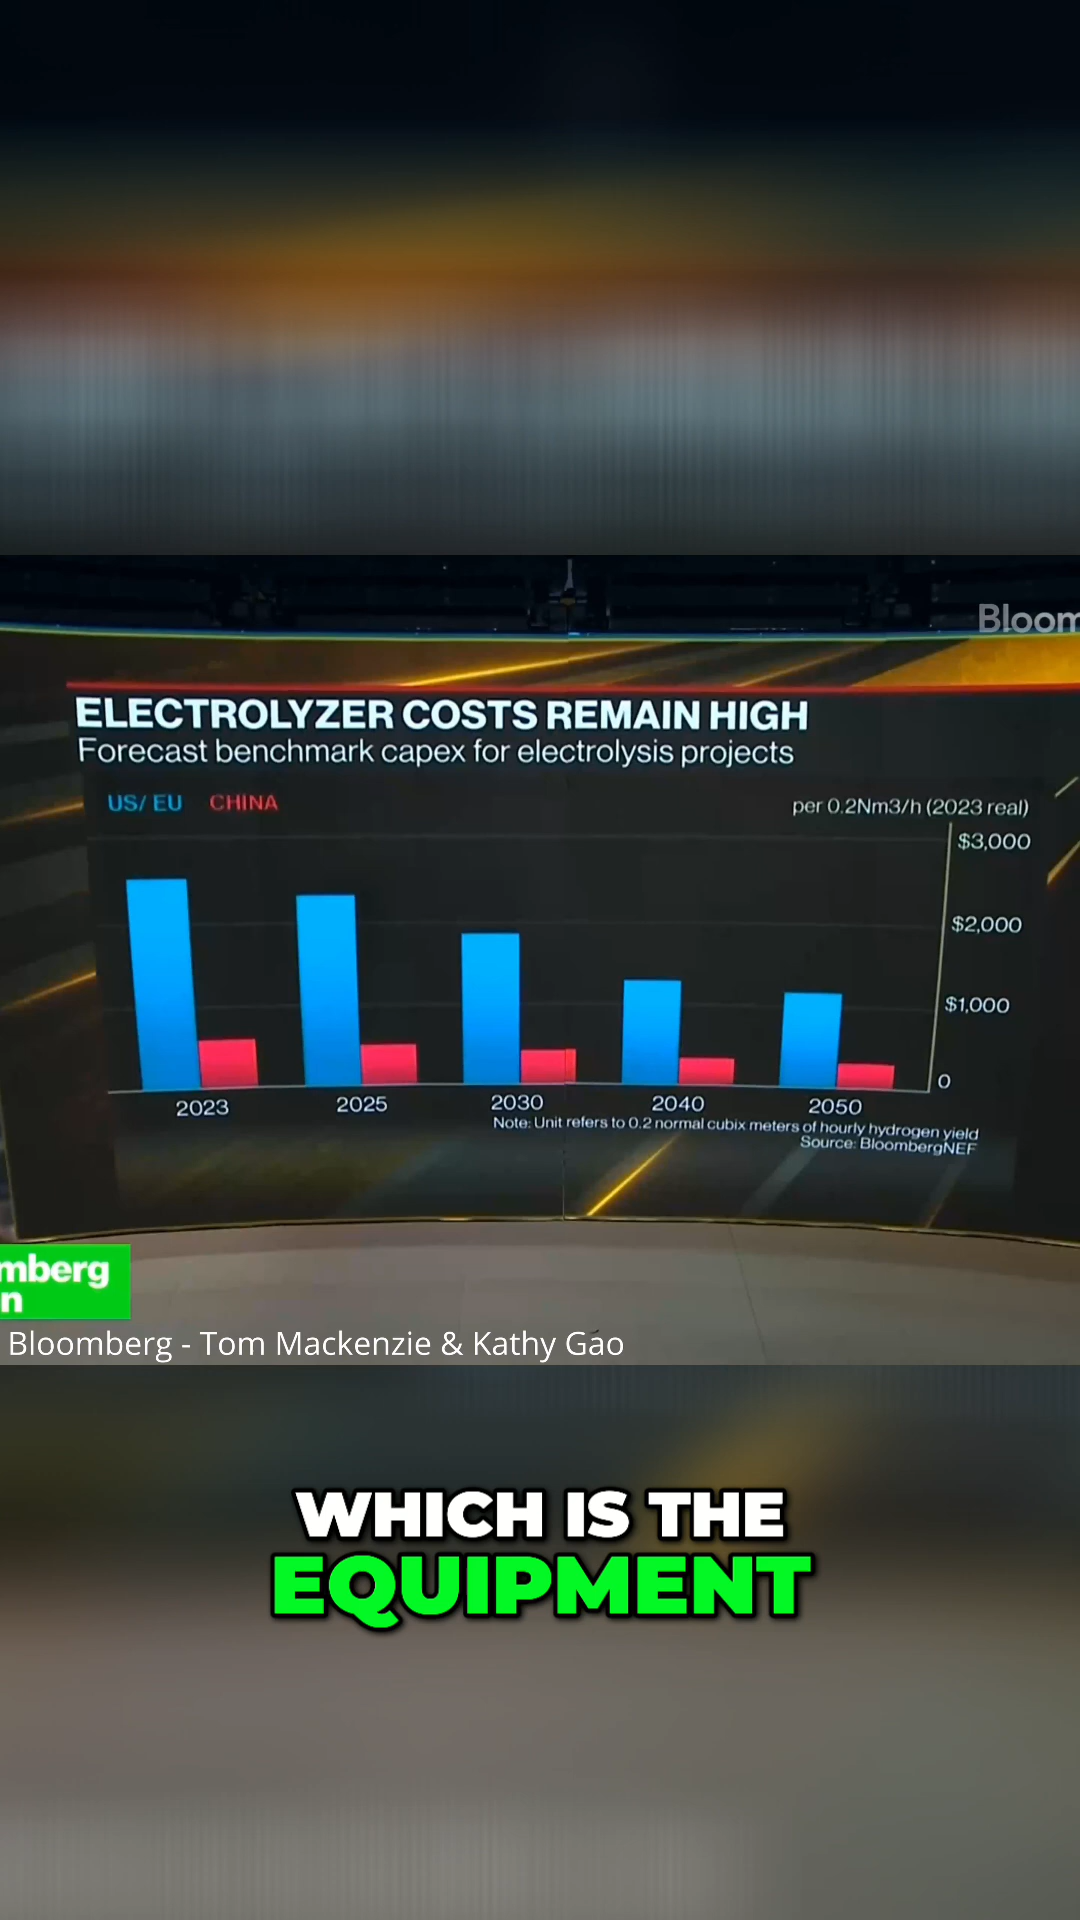 Bloom
ELECTROLYZER COSTS REMAIN HIGH
Forecast benchmark capex for electrolysis projects
US/ EU CHINA
per 0.2Nm3/h (2023 real)
$3,000
$2,000
$1,000
0
2023 2025 2030 2040 2050
Note: Unit refers to 0.2 normal cubix meters of hourly hydrogen yield
Source: BloombergNEF
mberg
n
Bloomberg - Tom Mackenzie & Kathy Gao
WHICH IS THE
EQUIPMENT